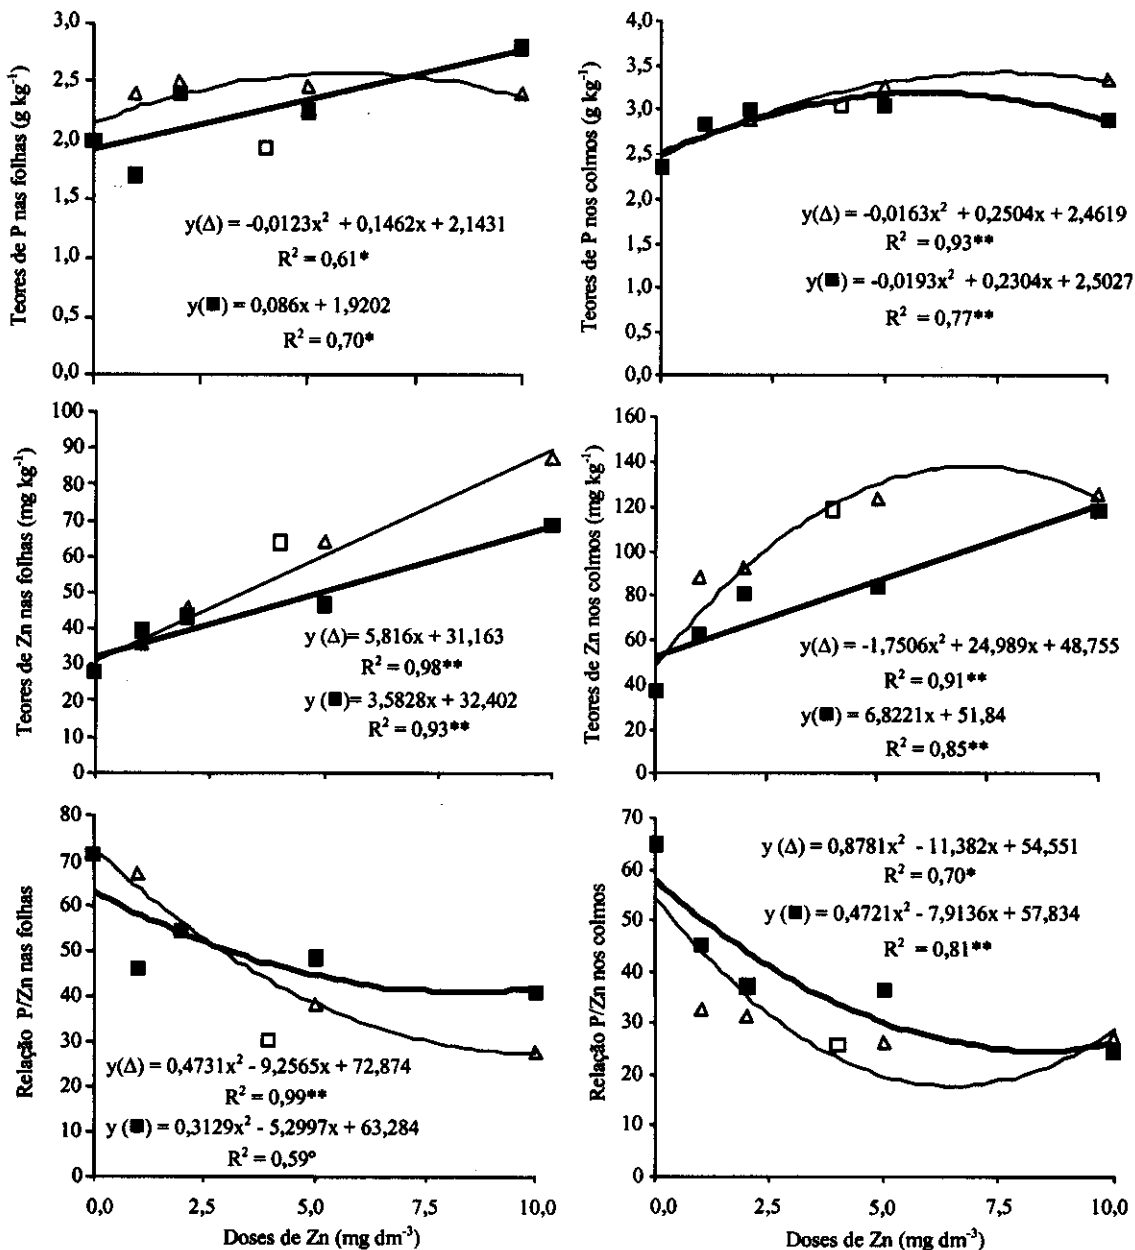 Teores de P nas folhas (g kg⁻¹)
3,0
2,5
2,0
1,5
1,0
0,5
0,0
y(Δ) = -0,0123x² + 0,1462x + 2,1431
R² = 0,61*
y(■) = 0,086x + 1,9202
R² = 0,70*
Teores de P nos colmos (g kg⁻¹)
4,0
3,5
3,0
2,5
2,0
1,5
1,0
0,5
0,0
y(Δ) = -0,0163x² + 0,2504x + 2,4619
R² = 0,93**
y(■) = -0,0193x² + 0,2304x + 2,5027
R² = 0,77**
Teores de Zn nas folhas (mg kg⁻¹)
100
90
80
70
60
50
40
30
20
10
0
y (Δ)= 5,816x + 31,163
R² = 0,98**
y (■)= 3,5828x + 32,402
R² = 0,93**
Teores de Zn nos colmos (mg kg⁻¹)
160
140
120
100
80
60
40
20
0
y(Δ) = -1,7506x² + 24,989x + 48,755
R² = 0,91**
y(■) = 6,8221x + 51,84
R² = 0,85**
Relação P/Zn nas folhas
80
70
60
50
40
30
20
10
0
y(Δ) = 0,4731x² - 9,2565x + 72,874
R² = 0,99**
y (■) = 0,3129x² - 5,2997x + 63,284
R² = 0,59°
0,0 2,5 5,0 7,5 10,0
Doses de Zn (mg dm⁻³)
Relação P/Zn nos colmos
70
60
50
40
30
20
10
0
y (Δ) = 0,8781x² - 11,382x + 54,551
R² = 0,70*
y (■) = 0,4721x² - 7,9136x + 57,834
R² = 0,81**
0,0 2,5 5,0 7,5 10,0
Doses de Zn (mg dm⁻³)